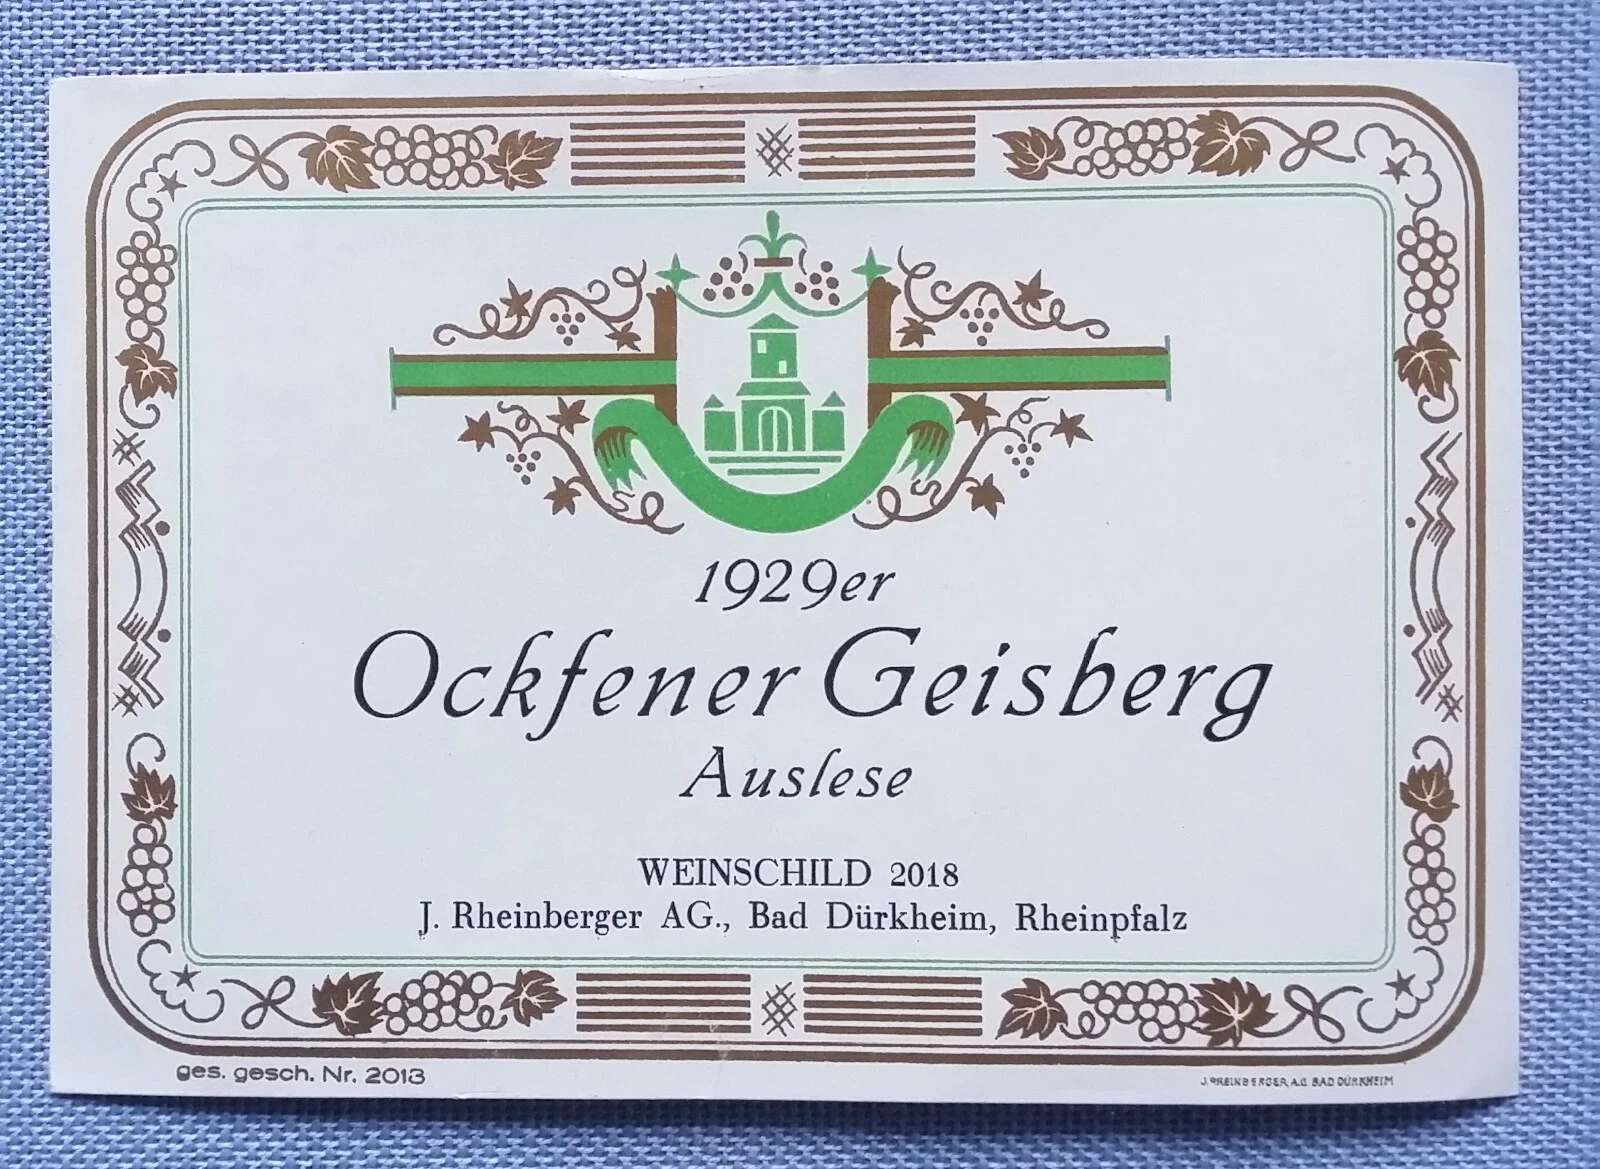 1929er
Ockfener Geisberg
Auslese
WEINSCHILD 2018
J. Rheinberger AG., Bad Dürkheim, Rheinpfalz
ges. gesch. Nr. 2013
J. RHEINBERGER, A.G. BAD DÜRKHEIM